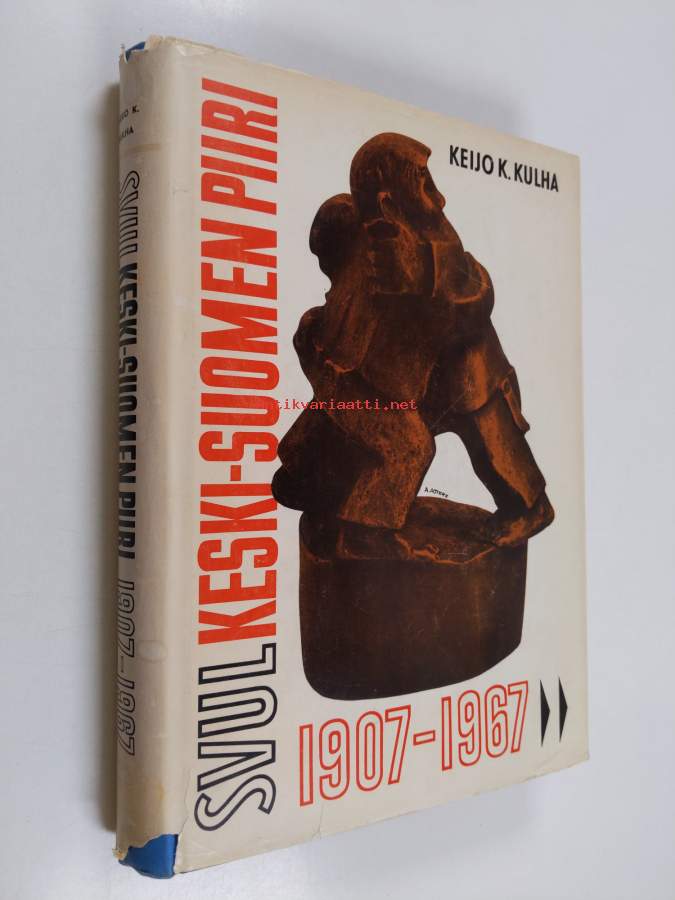 KEIJO K. KULHA
SVUL KESKI-SUOMEN PIIRI
1907-1967
SVUL KESKI-SUOMEN PIIRI 1907-1967
antikvariaatti.net